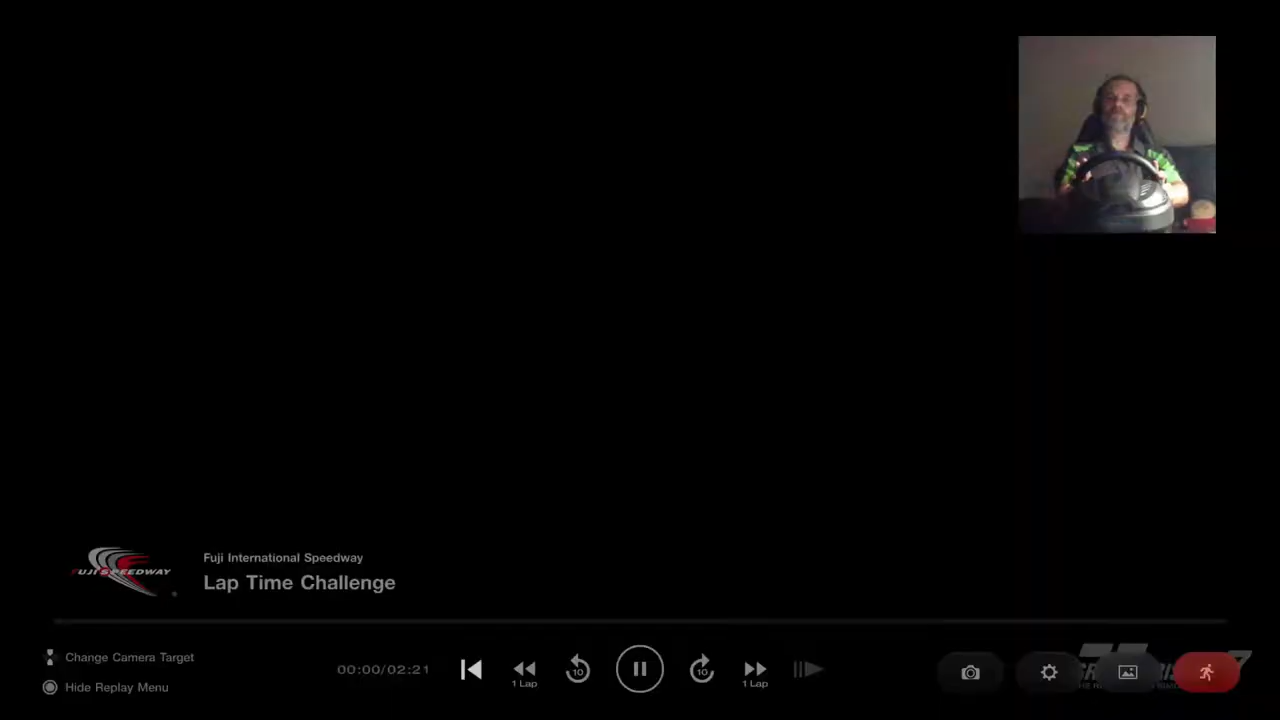 Fuji International Speedway
FUJI SPEEDWAY
Lap Time Challenge
Change Camera Target
00:00/02:21
10
10
1 Lap
1 Lap
Hide Replay Menu